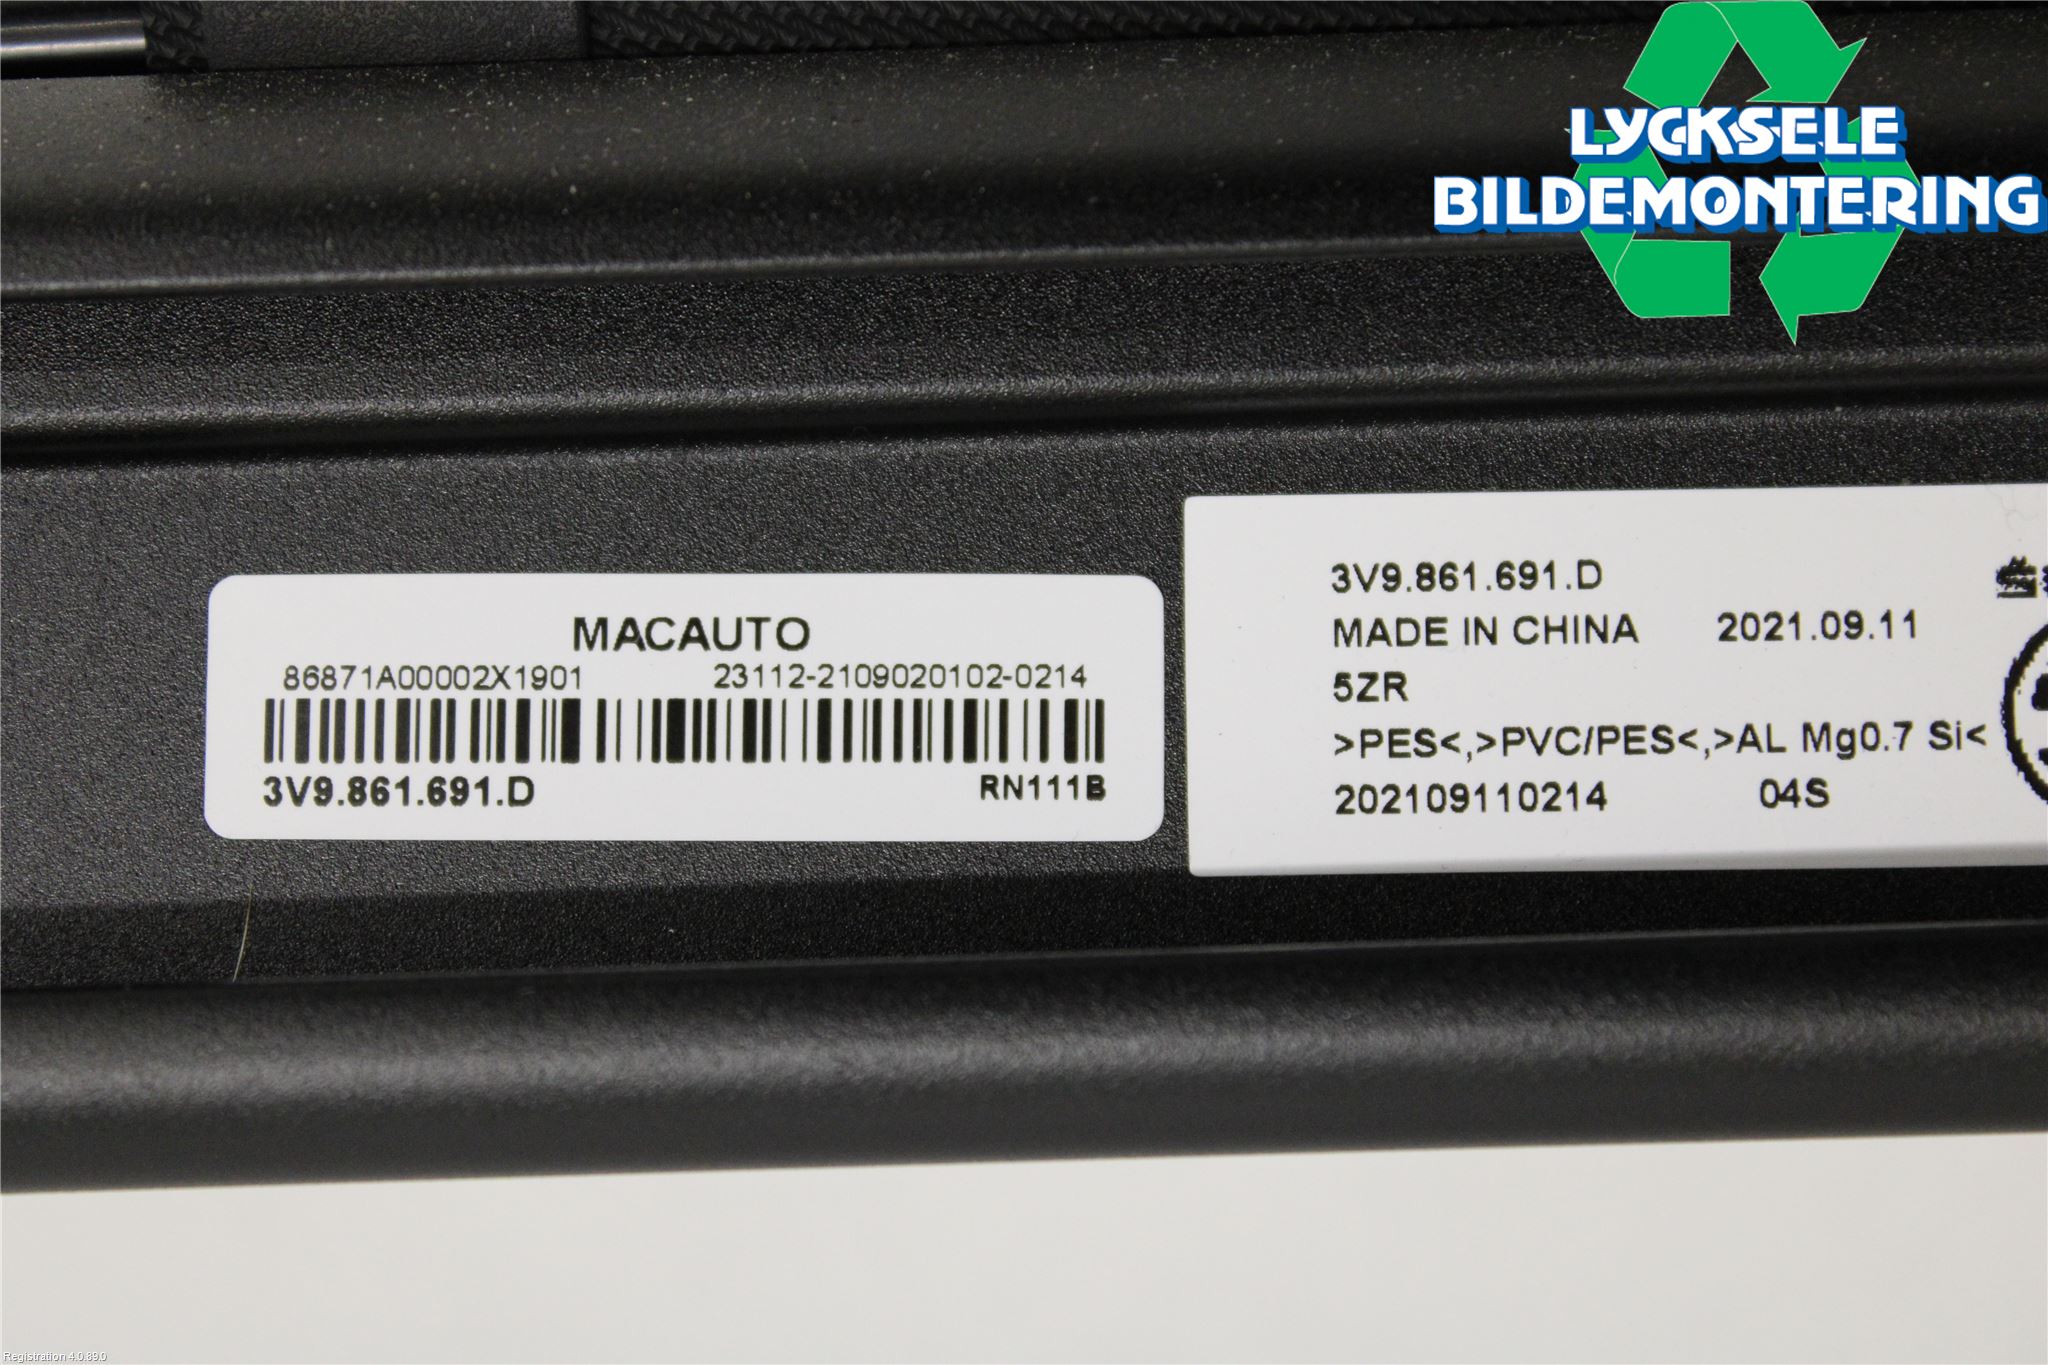 LYCKSELE
BILDEMONTERING
MACAUTO
86871A00002X1901 23112-2109020102-0214
3V9.861.691.D RN111B
3V9.861.691.D
MADE IN CHINA 2021.09.11
5ZR
>PES<,>PVC/PES<,>AL Mg0.7 Si<
202109110214 04S
Registration 4.0.89.0